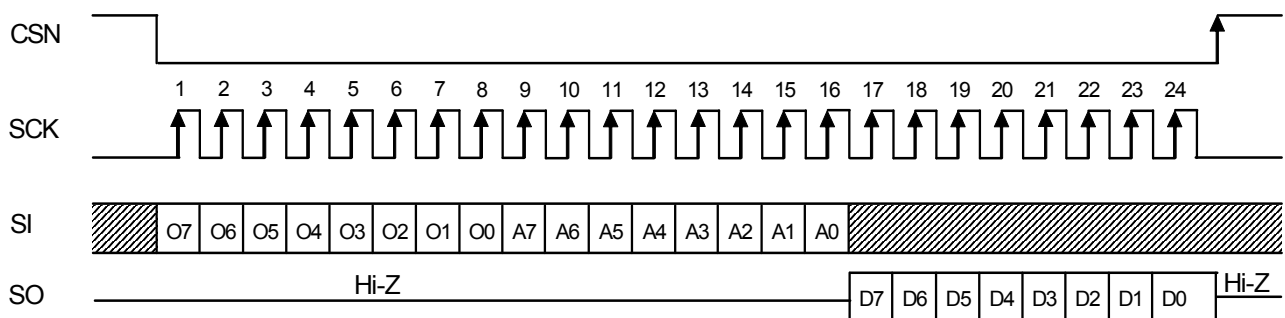 CSN
1 2 3 4 5 6 7 8 9 10 11 12 13 14 15 16 17 18 19 20 21 22 23 24
SCK
SI O7 O6 O5 O4 O3 O2 O1 O0 A7 A6 A5 A4 A3 A2 A1 A0
Hi-Z Hi-Z
SO D7 D6 D5 D4 D3 D2 D1 D0